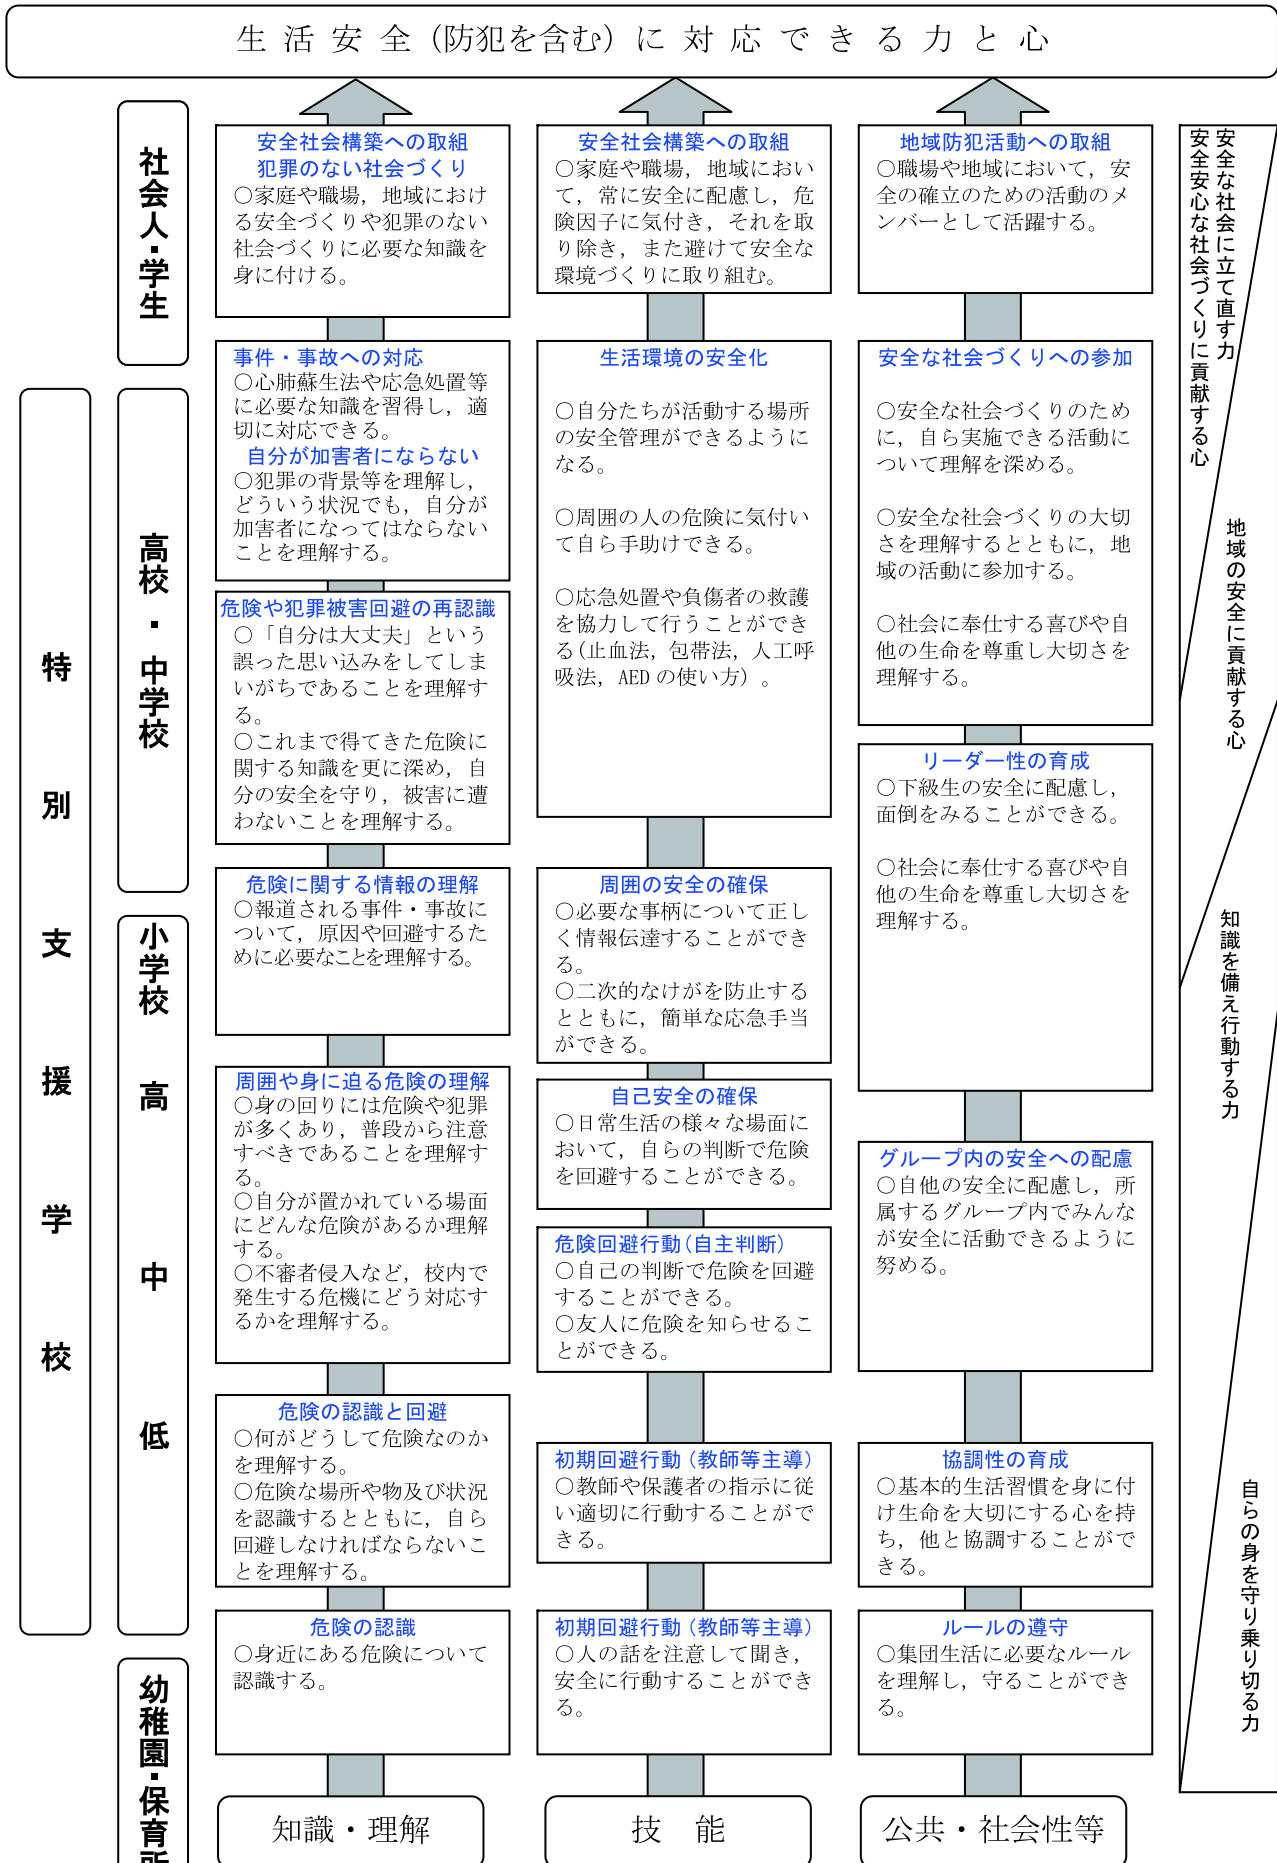 生活安全(防犯を含む)に対応できる力と心
社会人・学生
特別支援学校
高校・中学校
小学校
高
中
低
幼稚園・保育所
安全社会構築への取組
犯罪のない社会づくり
○家庭や職場，地域におけ
る安全づくりや犯罪のない
社会づくりに必要な知識を
身に付ける。
事件・事故への対応
○心肺蘇生法や応急処置等
に必要な知識を習得し，適
切に対応できる。
自分が加害者にならない
○犯罪の背景等を理解し，
どういう状況でも，自分が
加害者になってはならない
ことを理解する。
危険や犯罪被害回避の再認識
○「自分は大丈夫」という
誤った思い込みをしてしま
いがちであることを理解す
る。
○これまで得てきた危険に
関する知識を更に深め，自
分の安全を守り，被害に遭
わないことを理解する。
危険に関する情報の理解
○報道される事件・事故に
ついて，原因や回避するた
めに必要なことを理解する。
周囲や身に迫る危険の理解
○身の回りには危険や犯罪
が多くあり，普段から注意
すべきであることを理解す
る。
○自分が置かれている場面
にどんな危険があるか理解
する。
○不審者侵入など，校内で
発生する危機にどう対応す
るかを理解する。
危険の認識と回避
○何がどうして危険なのか
を理解する。
○危険な場所や物及び状況
を認識するとともに，自ら
回避しなければならないこ
とを理解する。
危険の認識
○身近にある危険について
認識する。
知識・理解
安全社会構築への取組
○家庭や職場，地域におい
て，常に安全に配慮し，危
険因子に気付き，それを取
り除き，また避けて安全な
環境づくりに取り組む。
生活環境の安全化
○自分たちが活動する場所
の安全管理ができるように
なる。
○周囲の人の危険に気付い
て自ら手助けできる。
○応急処置や負傷者の救護
を協力して行うことができ
る(止血法，包帯法，人工呼
吸法，AEDの使い方）。
周囲の安全の確保
○必要な事柄について正し
く情報伝達することができ
る。
○二次的なけがを防止する
とともに，簡単な応急手当
ができる。
自己安全の確保
○日常生活の様々な場面に
おいて，自らの判断で危険
を回避することができる。
危険回避行動(自主判断)
○自己の判断で危険を回避
することができる。
○友人に危険を知らせるこ
とができる。
初期回避行動(教師等主導)
○教師や保護者の指示に従
い適切に行動することがで
きる。
初期回避行動(教師等主導)
○人の話を注意して聞き，
安全に行動することができ
る。
技能
地域防犯活動への取組
○職場や地域において，安
全の確立のための活動のメ
ンバーとして活躍する。
安全な社会づくりへの参加
○安全な社会づくりのため
に，自ら実施できる活動に
ついて理解を深める。
○安全な社会づくりの大切
さを理解するとともに，地
域の活動に参加する。
○社会に奉仕する喜びや自
他の生命を尊重し大切さを
理解する。
リーダー性の育成
○下級生の安全に配慮し，
面倒をみることができる。
○社会に奉仕する喜びや自
他の生命を尊重し大切さを
理解する。
グループ内の安全への配慮
○自他の安全に配慮し，所
属するグループ内でみんな
が安全に活動できるように
努める。
協調性の育成
○基本的生活習慣を身に付
け生命を大切にする心を持
ち，他と協調することがで
きる。
ルールの遵守
○集団生活に必要なルール
を理解し，守ることができ
る。
公共・社会性等
安全な社会に立て直す力
安全安心な社会づくりに貢献する心
地域の安全に貢献する心
知識を備え行動する力
自らの身を守り乗り切る力